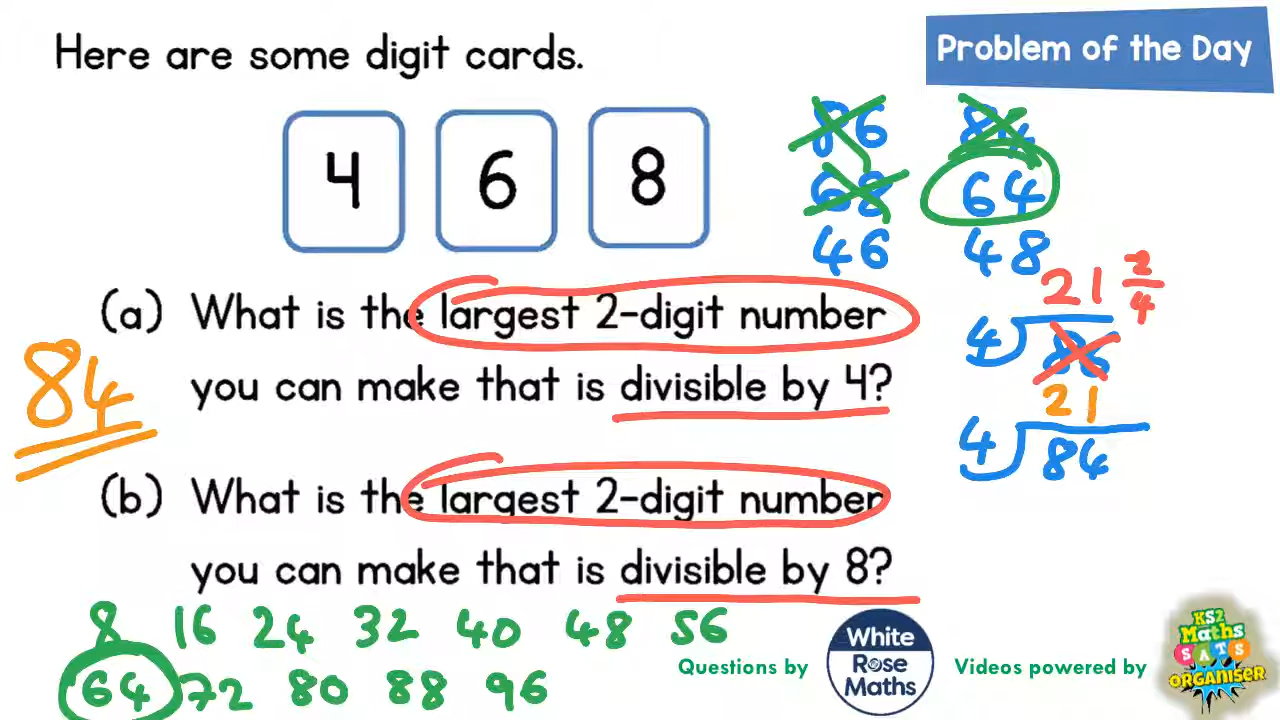 Here are some digit cards.
Problem of the Day
4 6 8
86 84
68 64
46 48
(a) What is the largest 2-digit number
you can make that is divisible by 4?
84
21 2/4
4 86
21
4 84
(b) What is the largest 2-digit number
you can make that is divisible by 8?
8 16 24 32 40 48 56
64 72 80 88 96
Questions by
White
Rose
Maths
Videos powered by
KS2
Maths
SATS
ORGANISER